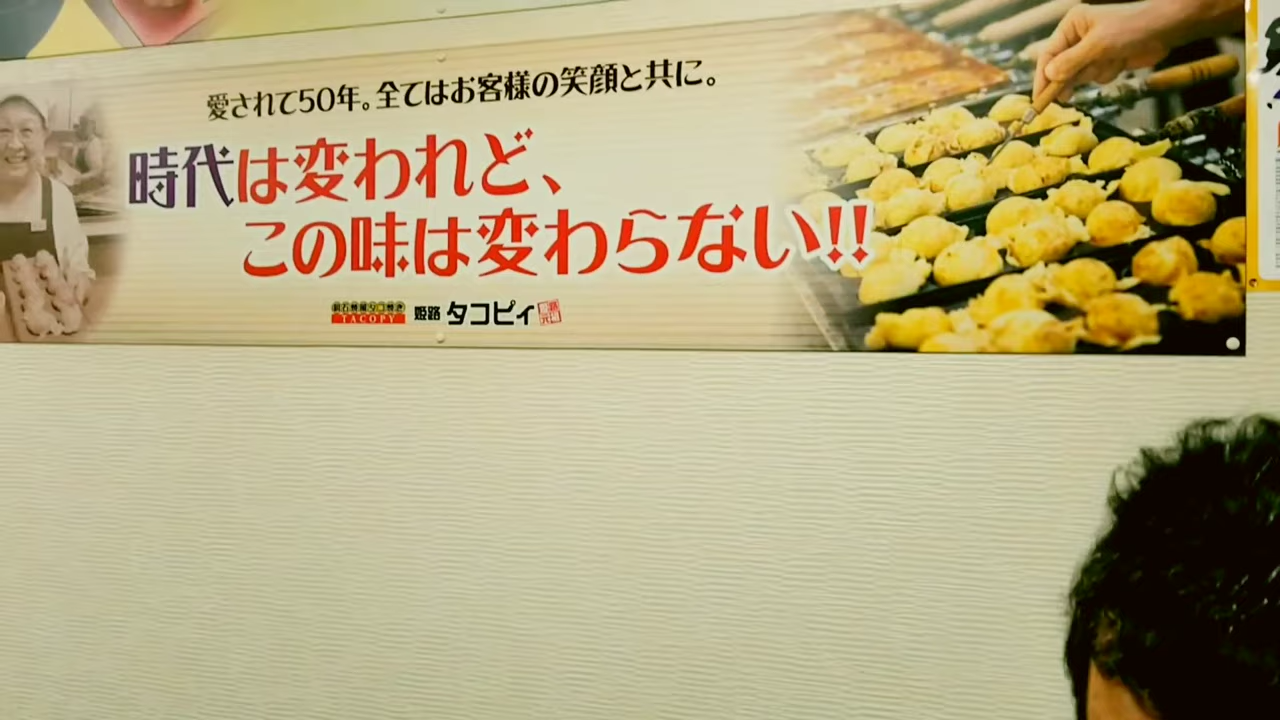 愛されて50年。全てはお客様の笑顔と共に。
時代は変われど、
この味は変わらない!!
TACOPY
姫路 タコピィ